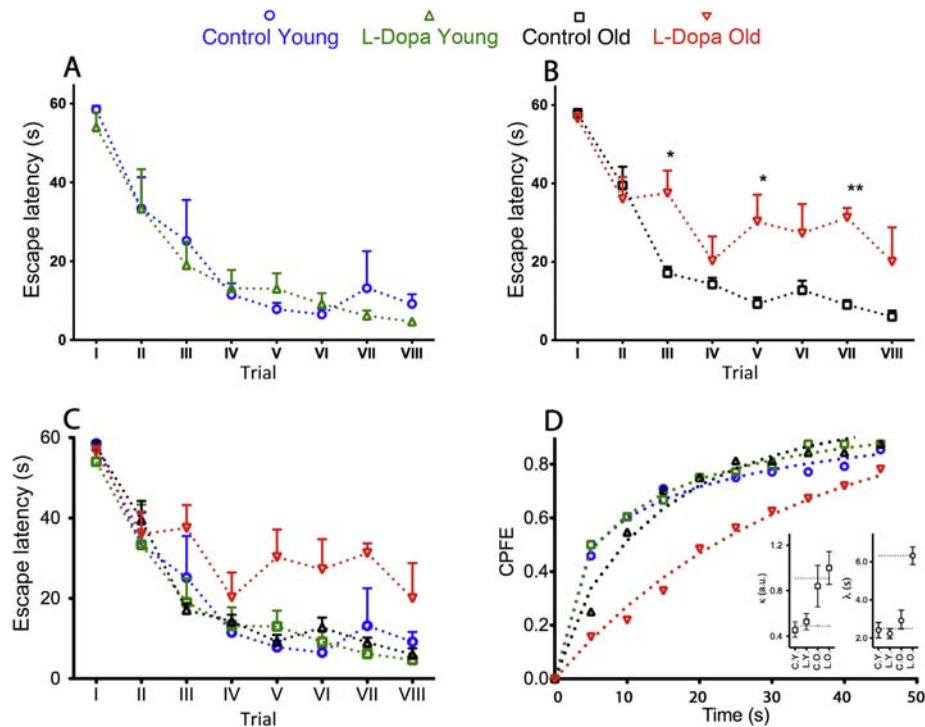 Control Young L-Dopa Young Control Old L-Dopa Old
A
Escape latency (s)
60
40
20
0
I II III IV V VI VII VIII
Trial
B
Escape latency (s)
60
40
20
0
* * **
I II III IV V VI VII VIII
Trial
C
Escape latency (s)
60
40
20
0
I II III IV V VI VII VIII
Trial
D
CPFE
0.8
0.6
0.4
0.2
0.0
0 10 20 30 40 50
Time (s)
κ (a.u.)
1.2
0.8
0.4
C.Y. L.Y. C.O. L.O.
λ (s)
6.0
4.0
2.0
C.Y. L.Y. C.O. L.O.